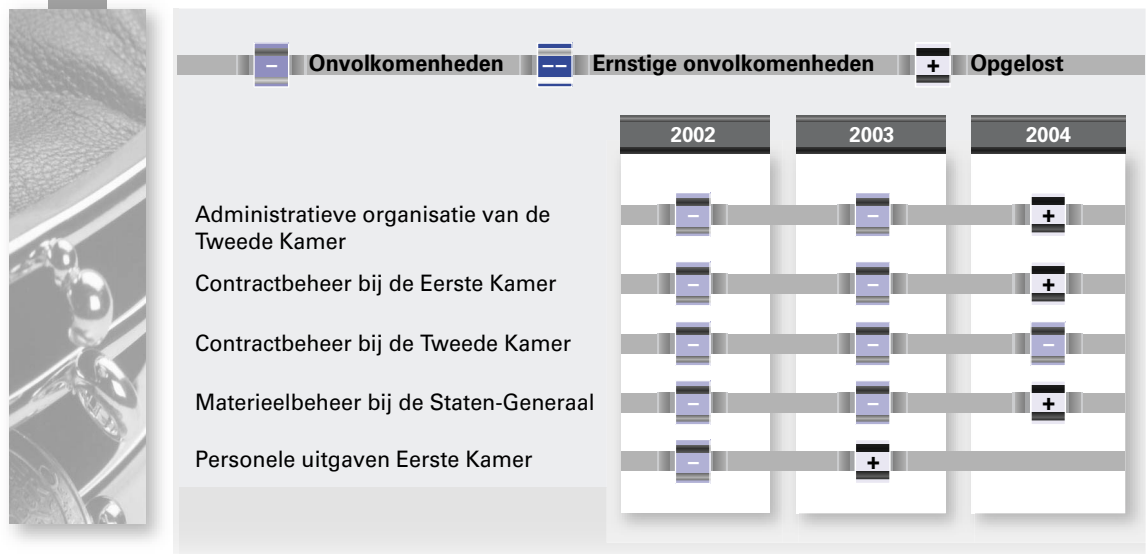 – Onvolkomenheden –– Ernstige onvolkomenheden + Opgelost
2002 2003 2004
Administratieve organisatie van de
Tweede Kamer – – +
Contractbeheer bij de Eerste Kamer – – +
Contractbeheer bij de Tweede Kamer – – –
Materieelbeheer bij de Staten-Generaal – – +
Personele uitgaven Eerste Kamer – +